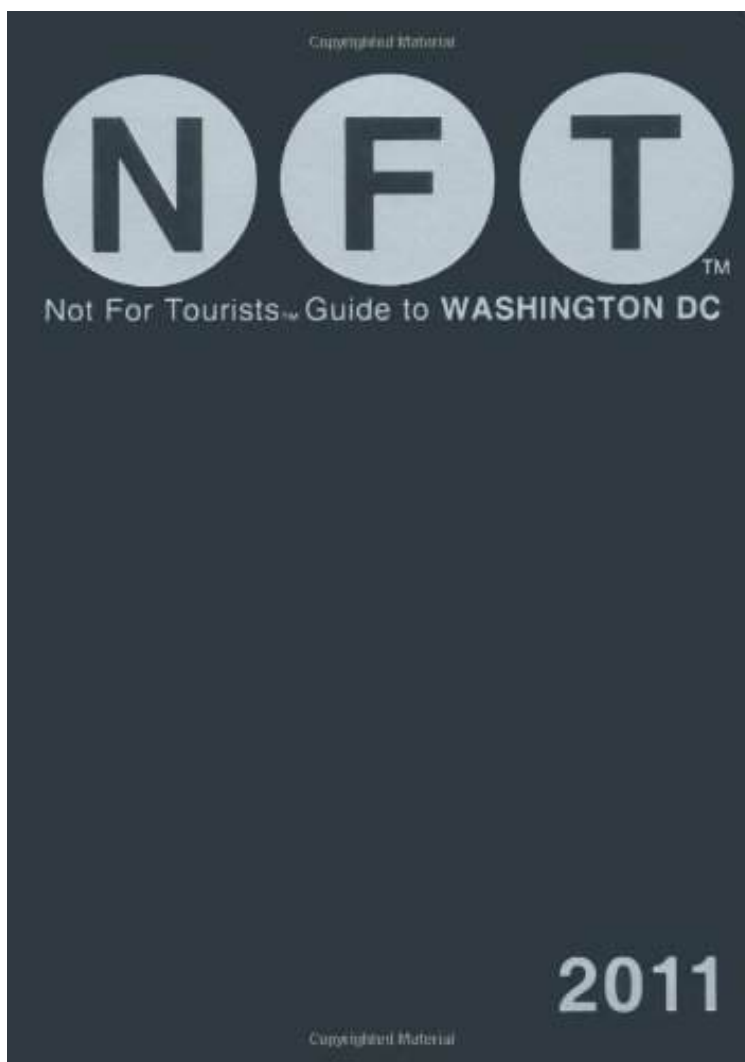 Copyrighted Material
N F T TM
Not For Tourists™ Guide to WASHINGTON DC
2011
Copyrighted Material